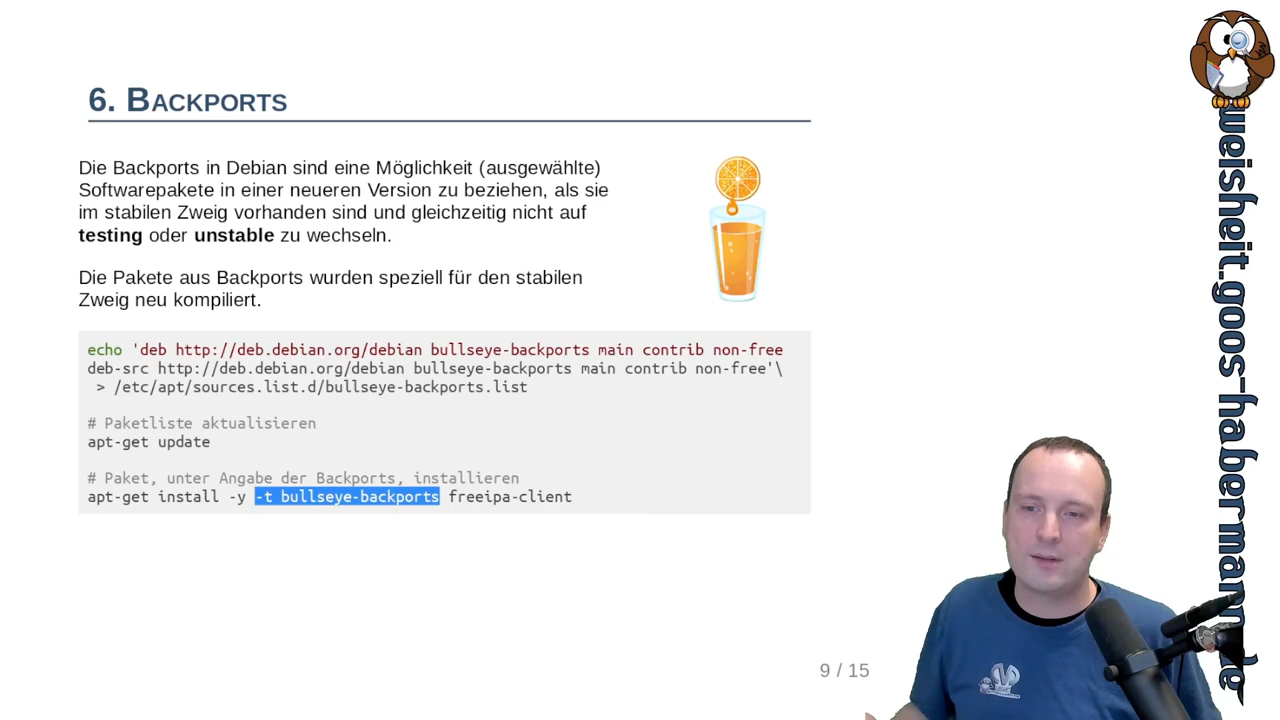 6. BACKPORTS
Die Backports in Debian sind eine Möglichkeit (ausgewählte)
Softwarepakete in einer neueren Version zu beziehen, als sie
im stabilen Zweig vorhanden sind und gleichzeitig nicht auf
testing oder unstable zu wechseln.
Die Pakete aus Backports wurden speziell für den stabilen
Zweig neu kompiliert.
echo 'deb http://deb.debian.org/debian bullseye-backports main contrib non-free
deb-src http://deb.debian.org/debian bullseye-backports main contrib non-free'\
> /etc/apt/sources.list.d/bullseye-backports.list
# Paketliste aktualisieren
apt-get update
# Paket, unter Angabe der Backports, installieren
apt-get install -y -t bullseye-backports freeipa-client
9 / 15
weisheit.goos-habermann.de